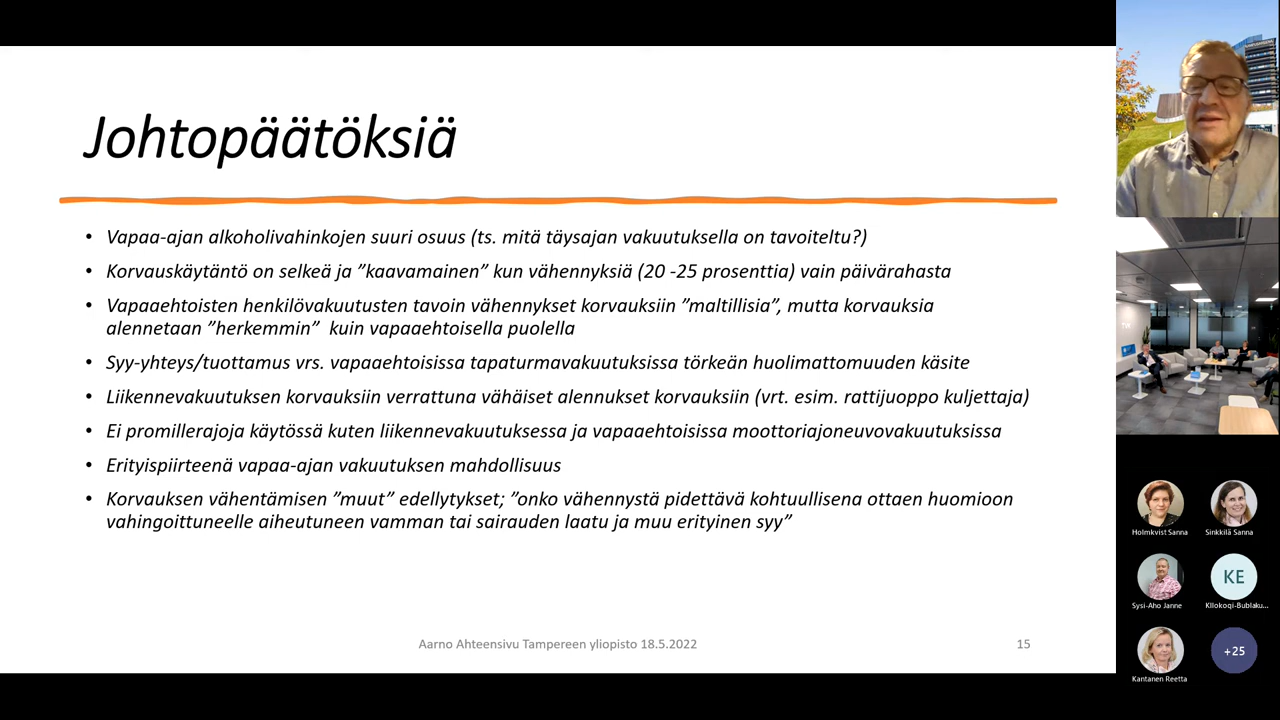 Johtopäätöksiä
• Vapaa-ajan alkoholivahinkojen suuri osuus (ts. mitä täysajan vakuutuksella on tavoiteltu?)
• Korvauskäytäntö on selkeä ja ”kaavamainen” kun vähennyksiä (20 -25 prosenttia) vain päivärahasta
• Vapaaehtoisten henkilövakuutusten tavoin vähennykset korvauksiin ”maltillisia”, mutta korvauksia
alennetaan ”herkemmin” kuin vapaaehtoisella puolella
• Syy-yhteys/tuottamus vrs. vapaaehtoisissa tapaturmavakuutuksissa törkeän huolimattomuuden käsite
• Liikennevakuutuksen korvauksiin verrattuna vähäiset alennukset korvauksiin (vrt. esim. rattijuoppo kuljettaja)
• Ei promillerajoja käytössä kuten liikennevakuutuksessa ja vapaaehtoisissa moottoriajoneuvovakuutuksissa
• Erityispiirteenä vapaa-ajan vakuutuksen mahdollisuus
• Korvauksen vähentämisen ”muut” edellytykset; ”onko vähennystä pidettävä kohtuullisena ottaen huomioon
vahingoittuneelle aiheutuneen vamman tai sairauden laatu ja muu erityinen syy”
Aarno Ahteensivu Tampereen yliopisto 18.5.2022
15
Holmkvist Sanna
Sinkkilä Sanna
KE
Sysi-Aho Janne
Kllokoqi-Bublaku...
+25
Kantanen Reetta